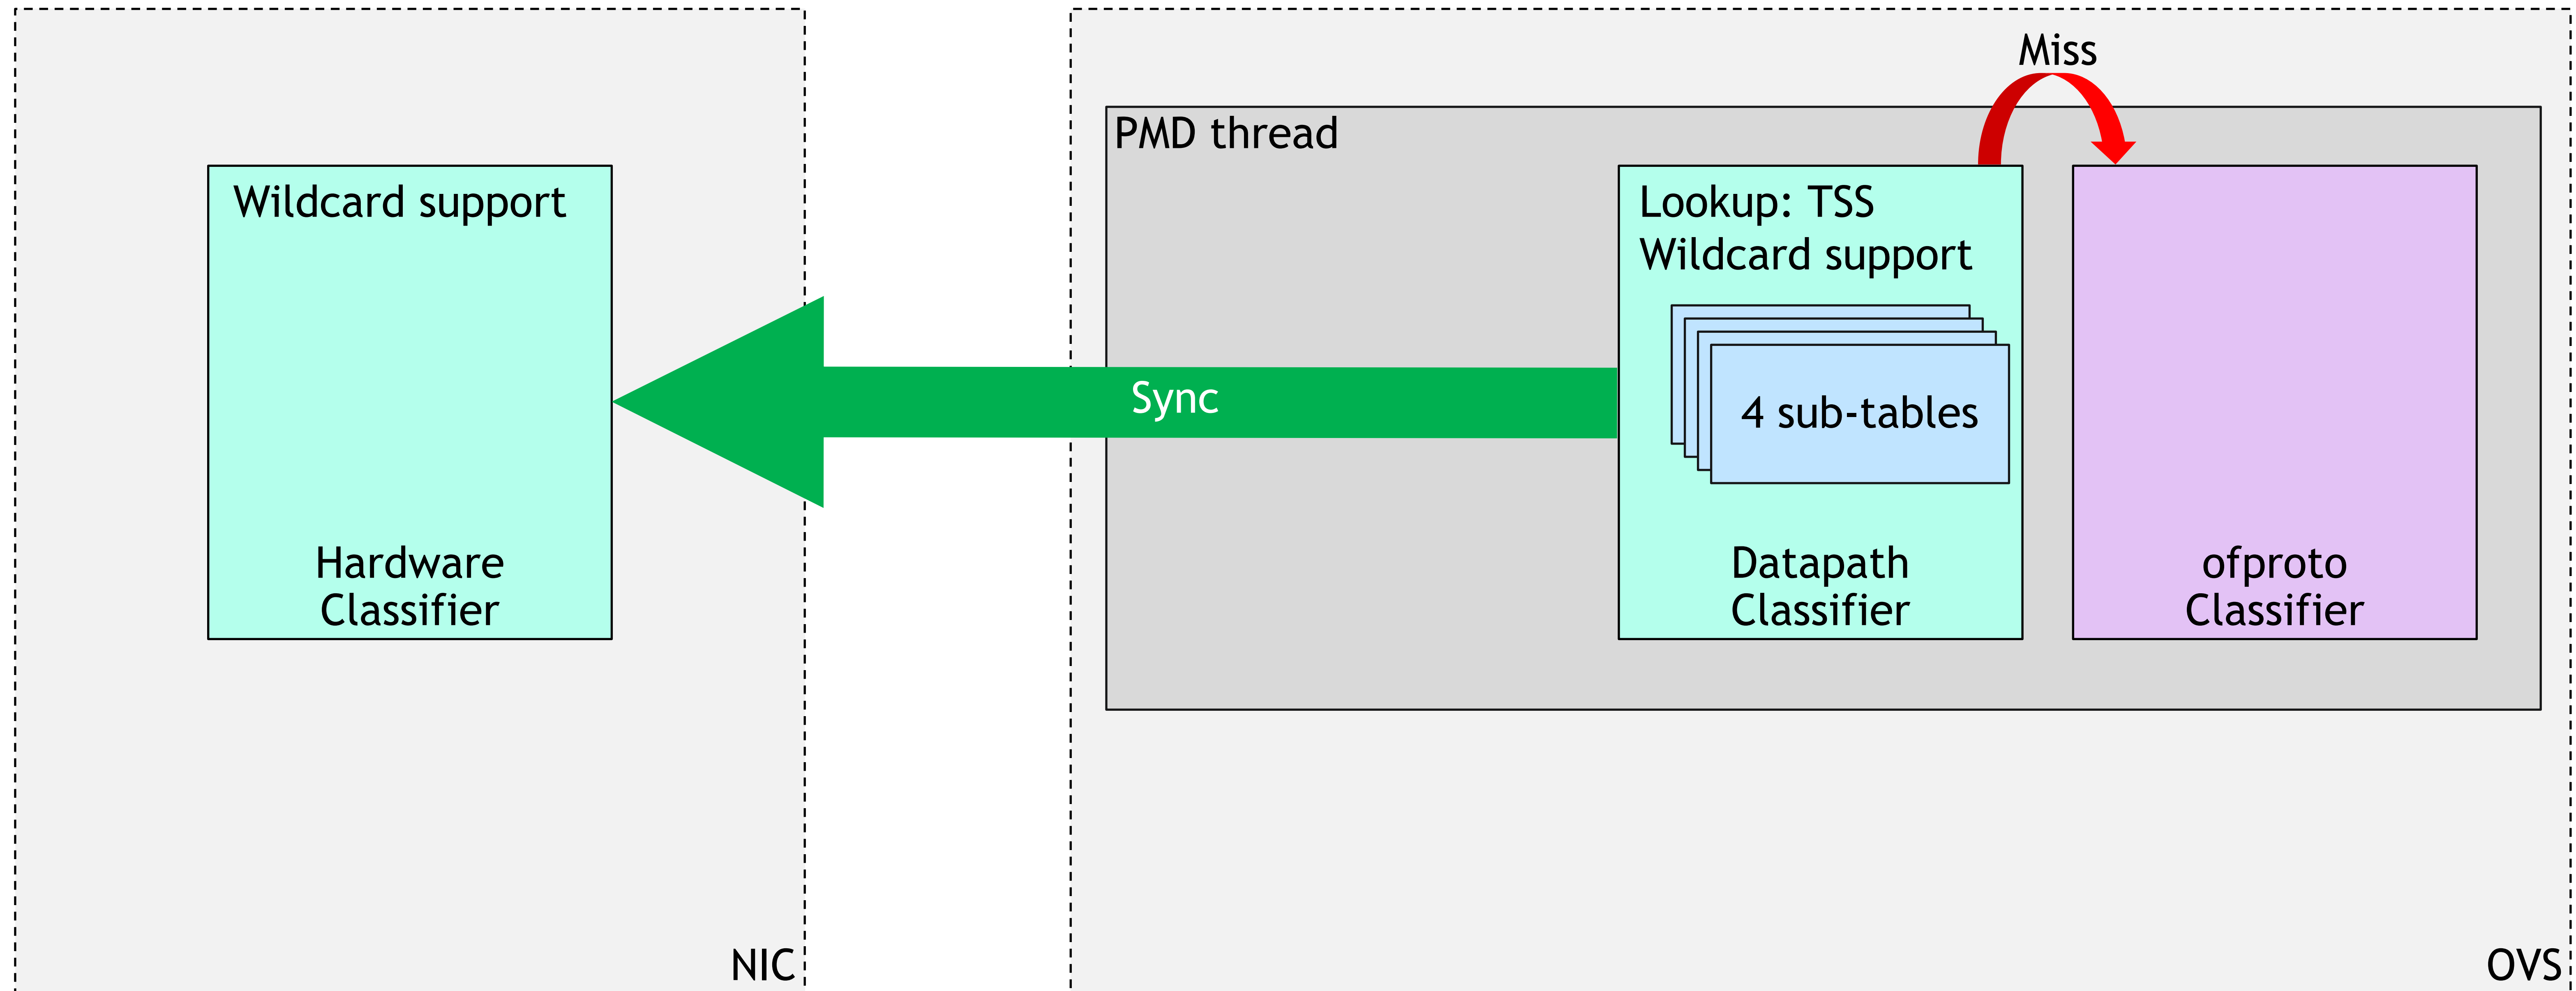 Miss
PMD thread
Wildcard support
Hardware
Classifier
Sync
Lookup: TSS
Wildcard support
4 sub-tables
Datapath
Classifier
ofproto
Classifier
NIC
OVS